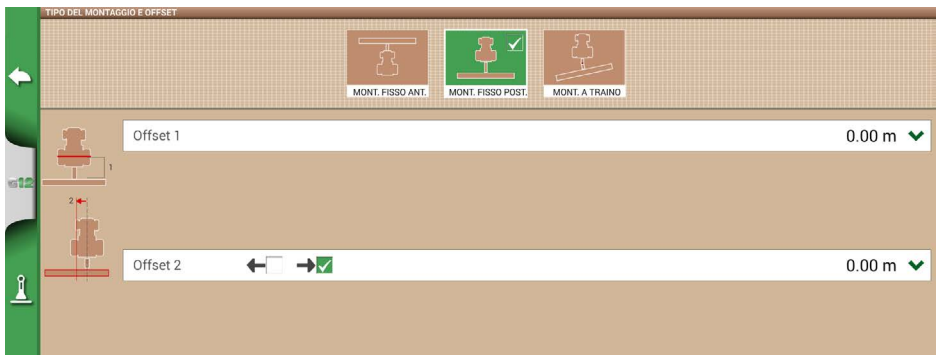 TIPO DEL MONTAGGIO E OFFSET
MONT. FISSO ANT.
MONT. FISSO POST.
MONT. A TRAINO
Offset 1
0.00 m
1
G12
2
Offset 2
0.00 m